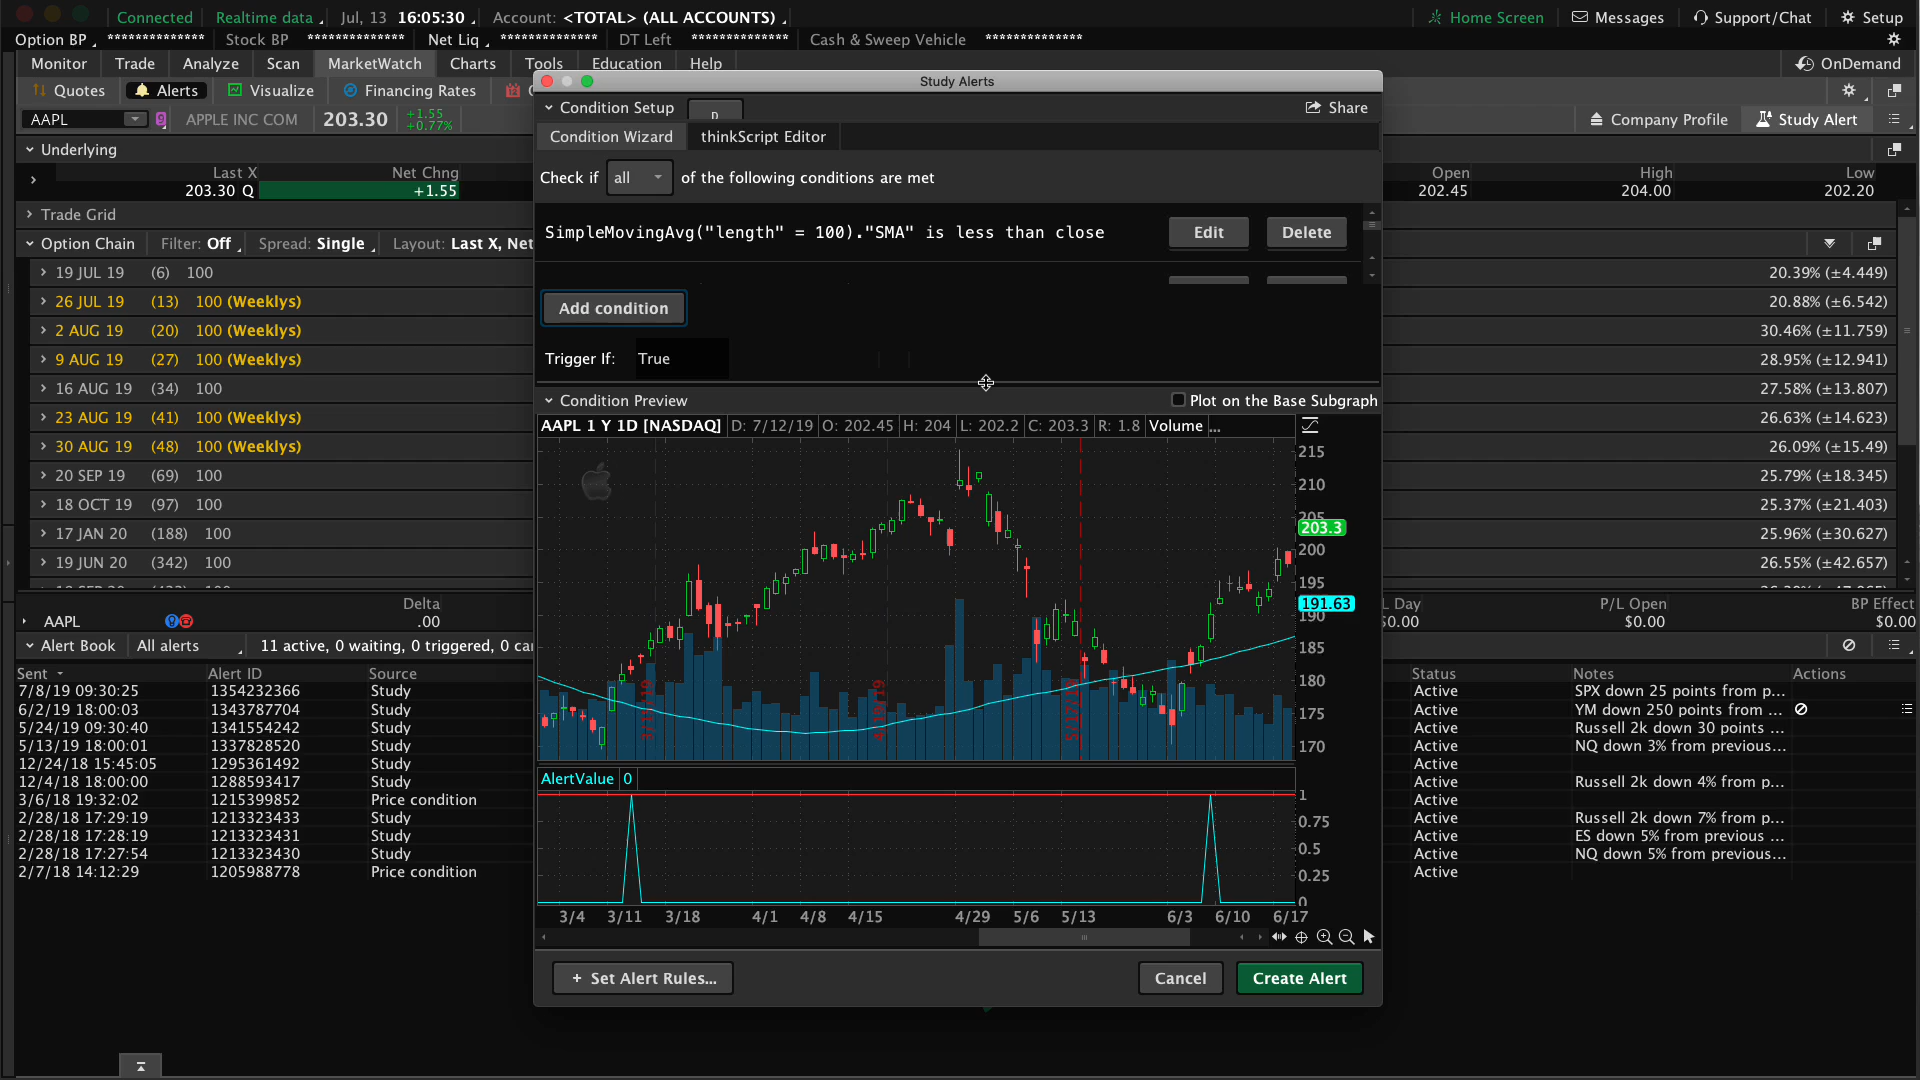 Connected Realtime data Jul, 13 16:05:30 Account: <TOTAL> (ALL ACCOUNTS) Home Screen Messages Support/Chat Setup
Option BP ************** Stock BP ************** Net Liq ************** DT Left ************** Cash & Sweep Vehicle **************
Monitor Trade Analyze Scan MarketWatch Charts Tools Education Help OnDemand
Quotes Alerts Visualize Financing Rates
AAPL APPLE INC COM 203.30 +1.55 +0.77% Company Profile Study Alert
Underlying
Last X Net Chng Open High Low
203.30 Q +1.55 202.45 204.00 202.20
Trade Grid
Option Chain Filter: Off Spread: Single Layout: Last X, Net
19 JUL 19 (6) 100 20.39% (±4.449)
26 JUL 19 (13) 100 (Weeklys) 20.88% (±6.542)
2 AUG 19 (20) 100 (Weeklys) 30.46% (±11.759)
9 AUG 19 (27) 100 (Weeklys) 28.95% (±12.941)
16 AUG 19 (34) 100 27.58% (±13.807)
23 AUG 19 (41) 100 (Weeklys) 26.63% (±14.623)
30 AUG 19 (48) 100 (Weeklys) 26.09% (±15.49)
20 SEP 19 (69) 100 25.79% (±18.345)
18 OCT 19 (97) 100 25.37% (±21.403)
17 JAN 20 (188) 100 25.96% (±30.627)
19 JUN 20 (342) 100 26.55% (±42.657)
Delta L Day P/L Open BP Effect
AAPL .00 $0.00 $0.00 $0.00
Alert Book All alerts 11 active, 0 waiting, 0 triggered, 0 can
Sent Alert ID Source Status Notes Actions
7/8/19 09:30:25 1354232366 Study Active SPX down 25 points from p...
6/2/19 18:00:03 1343787704 Study Active YM down 250 points from ...
5/24/19 09:30:40 1341554242 Study Active Russell 2k down 30 points ...
5/13/19 18:00:01 1337828520 Study Active NQ down 3% from previous...
12/24/18 15:45:05 1295361492 Study Active
12/4/18 18:00:00 1288593417 Study Active Russell 2k down 4% from p...
3/6/18 19:32:02 1215399852 Price condition Active
2/28/18 17:29:19 1213323433 Study Active Russell 2k down 7% from p...
2/28/18 17:28:19 1213323431 Study Active ES down 5% from previous ...
2/28/18 17:27:54 1213323430 Study Active NQ down 5% from previous...
2/7/18 14:12:29 1205988778 Price condition Active
Study Alerts
Condition Setup D Share
Condition Wizard thinkScript Editor
Check if all of the following conditions are met
SimpleMovingAvg("length" = 100)."SMA" is less than close Edit Delete
Add condition
Trigger If: True
Condition Preview Plot on the Base Subgraph
AAPL 1 Y 1D [NASDAQ] D: 7/12/19 O: 202.45 H: 204 L: 202.2 C: 203.3 R: 1.8 Volume ...
215
210
205
203.3
200
195
191.63
190
185
180
175
170
3/17/19 4/19/19 5/17/19
AlertValue 0
1
0.75
0.5
0.25
0
3/4 3/11 3/18 4/1 4/8 4/15 4/29 5/6 5/13 6/3 6/10 6/17
+ Set Alert Rules... Cancel Create Alert